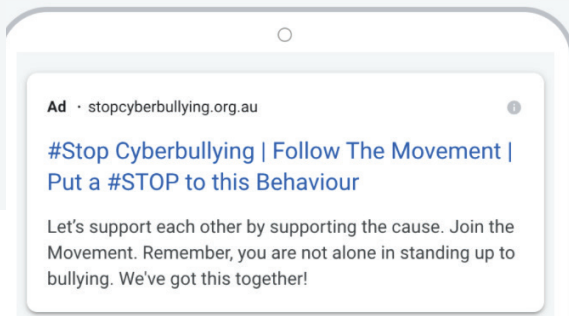 Ad · stopcyberbullying.org.au
#Stop Cyberbullying | Follow The Movement |
Put a #STOP to this Behaviour
Let's support each other by supporting the cause. Join the
Movement. Remember, you are not alone in standing up to
bullying. We've got this together!